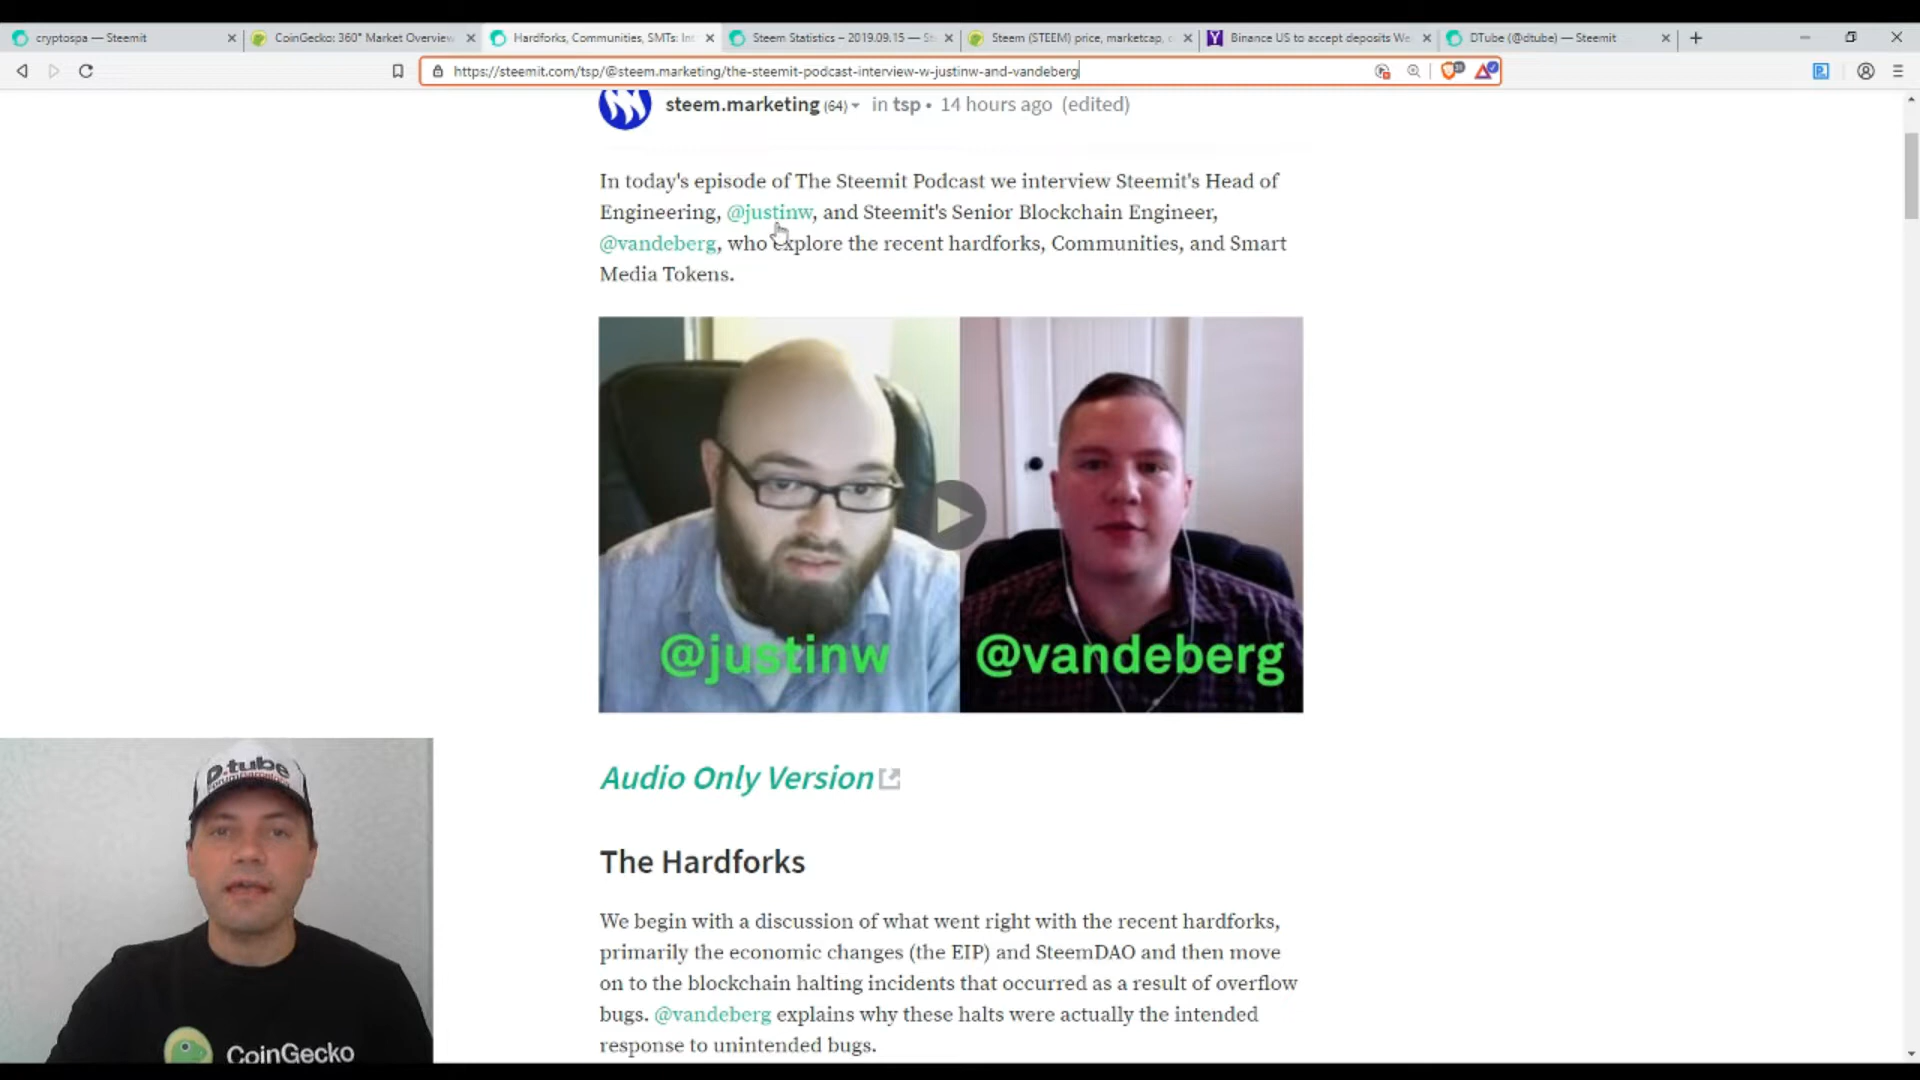 cryptospa — Steemit
CoinGecko: 360° Market Overview
Hardforks, Communities, SMTs: Int
Steem Statistics – 2019.09.15 — S
Steem (STEEM) price, marketcap, c
Binance US to accept deposits We
DTube (@dtube) — Steemit
https://steemit.com/tsp/@steem.marketing/the-steemit-podcast-interview-w-justinw-and-vandeberg
steem.marketing (64) in tsp • 14 hours ago (edited)
In today's episode of The Steemit Podcast we interview Steemit's Head of
Engineering, @justinw, and Steemit's Senior Blockchain Engineer,
@vandeberg, who explore the recent hardforks, Communities, and Smart
Media Tokens.
@justinw
@vandeberg
Audio Only Version
The Hardforks
We begin with a discussion of what went right with the recent hardforks,
primarily the economic changes (the EIP) and SteemDAO and then move
on to the blockchain halting incidents that occurred as a result of overflow
bugs. @vandeberg explains why these halts were actually the intended
response to unintended bugs.
D.tube
CoinGecko